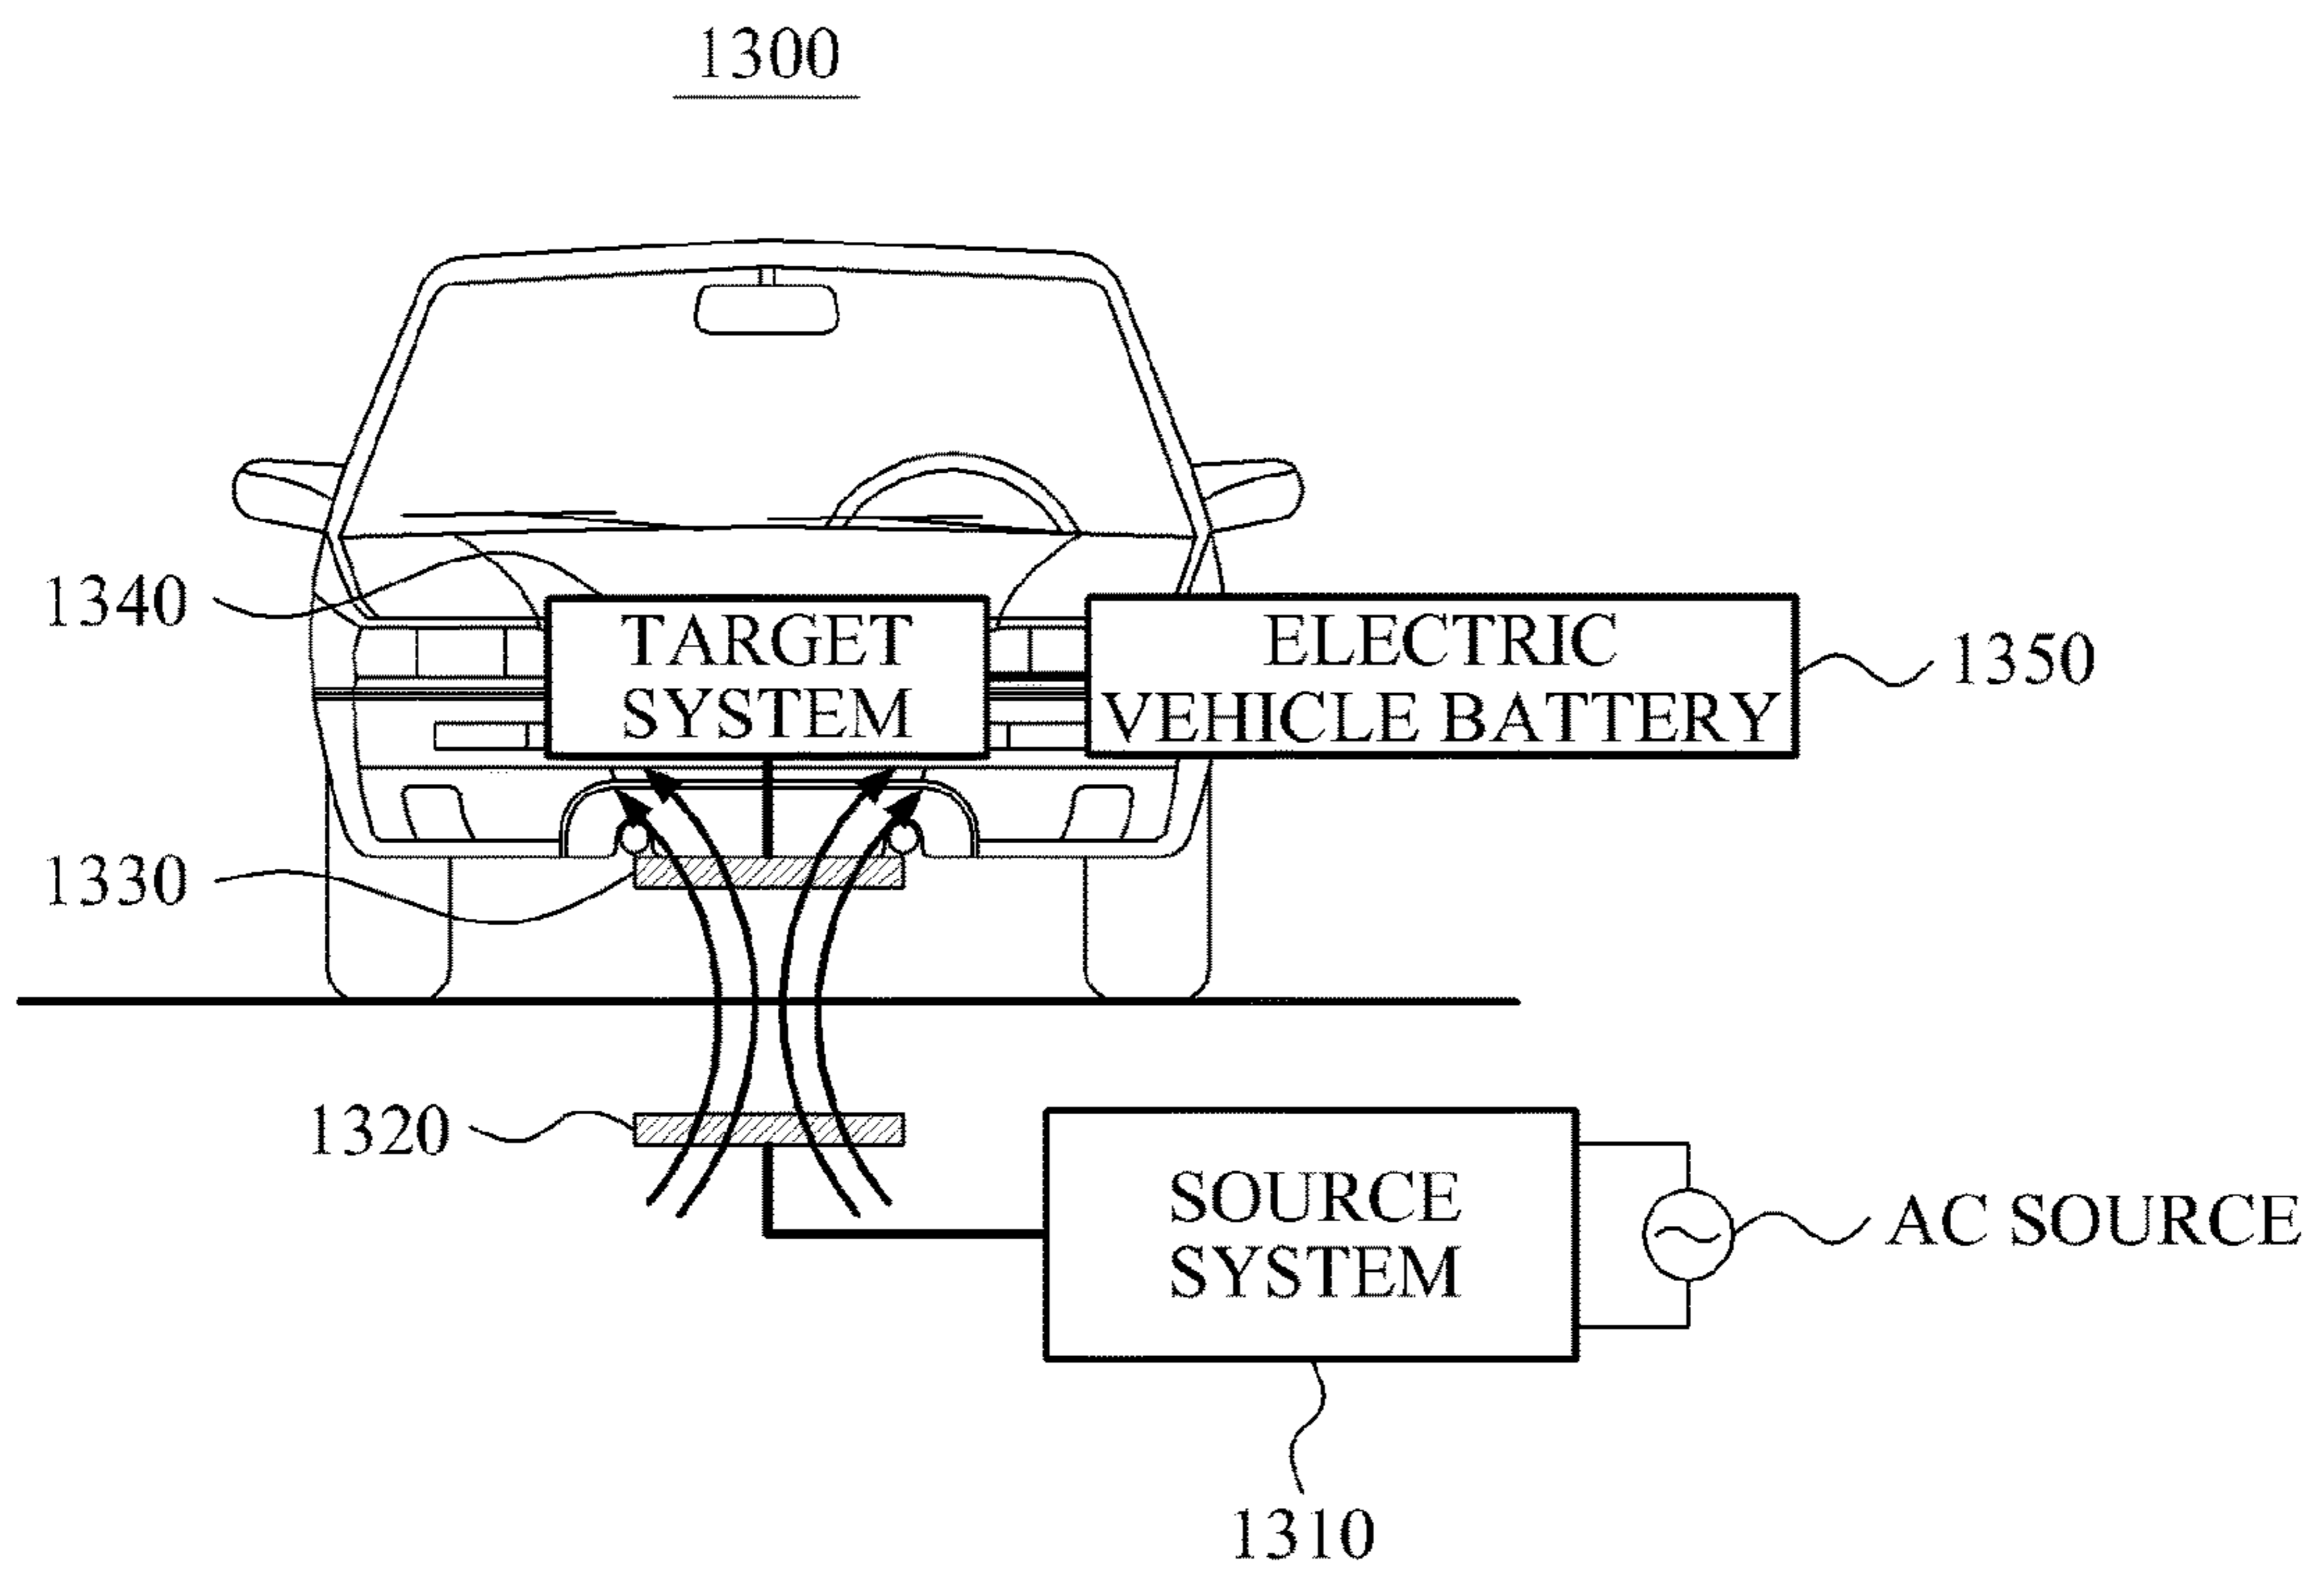 1300
1340
TARGET
SYSTEM
ELECTRIC
VEHICLE BATTERY
1350
1330
1320
SOURCE
SYSTEM
AC SOURCE
1310